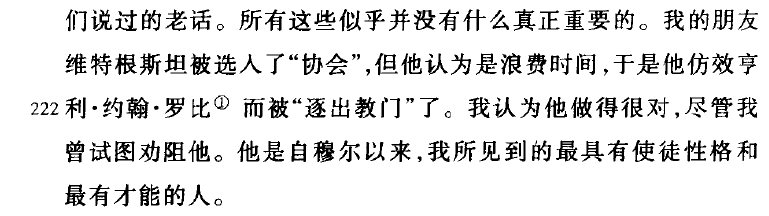 们说过的老话。所有这些似乎并没有什么真正重要的。我的朋友
维特根斯坦被选入了“协会”,但他认为是浪费时间,于是他仿效亨
222 利·约翰·罗比① 而被“逐出教门”了。我认为他做得很对,尽管我
曾试图劝阻他。他是自穆尔以来,我所见到的最具有使徒性格和
最有才能的人。